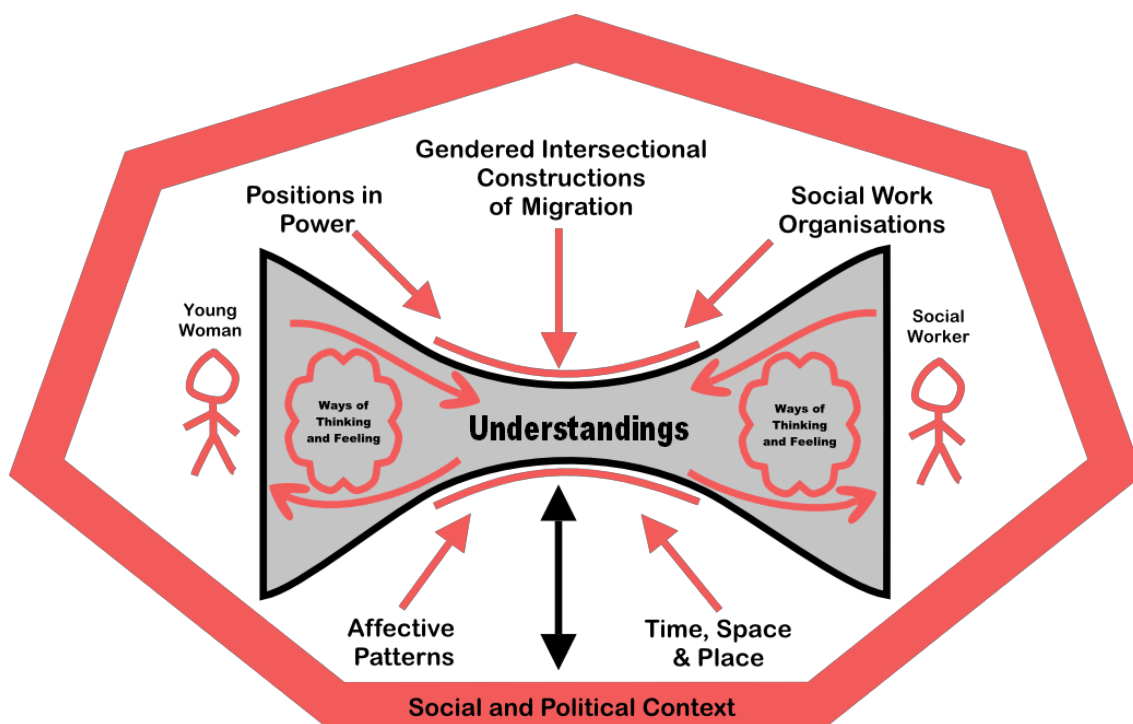 Gendered Intersectional
Constructions
of Migration
Positions in
Power
Social Work
Organisations
Young
Woman
Social
Worker
Ways of
Thinking
and Feeling
Understandings
Ways of
Thinking
and Feeling
Affective
Patterns
Time, Space
& Place
Social and Political Context